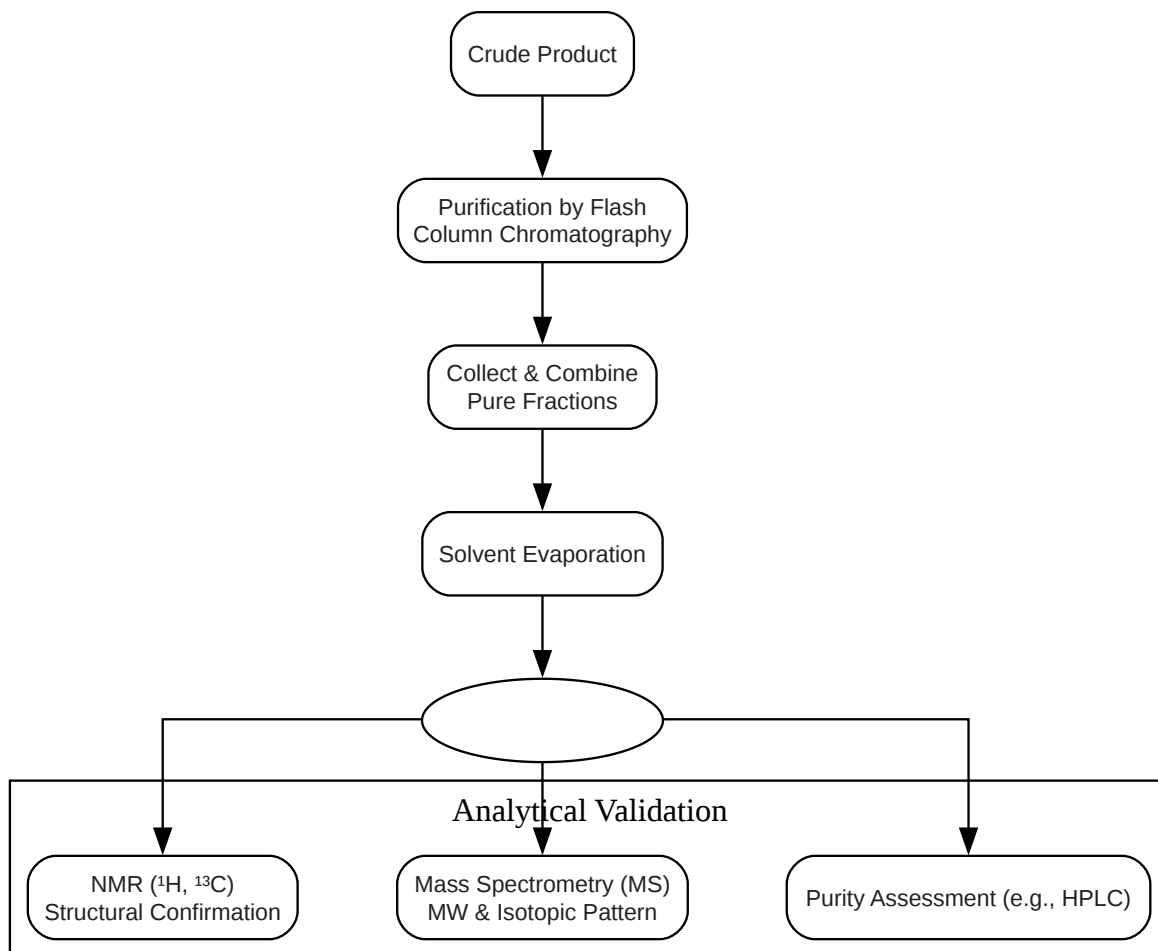 Crude Product
Purification by Flash
Column Chromatography
Collect & Combine
Pure Fractions
Solvent Evaporation
Analytical Validation
NMR (¹H, ¹³C)
Structural Confirmation
Mass Spectrometry (MS)
MW & Isotopic Pattern
Purity Assessment (e.g., HPLC)